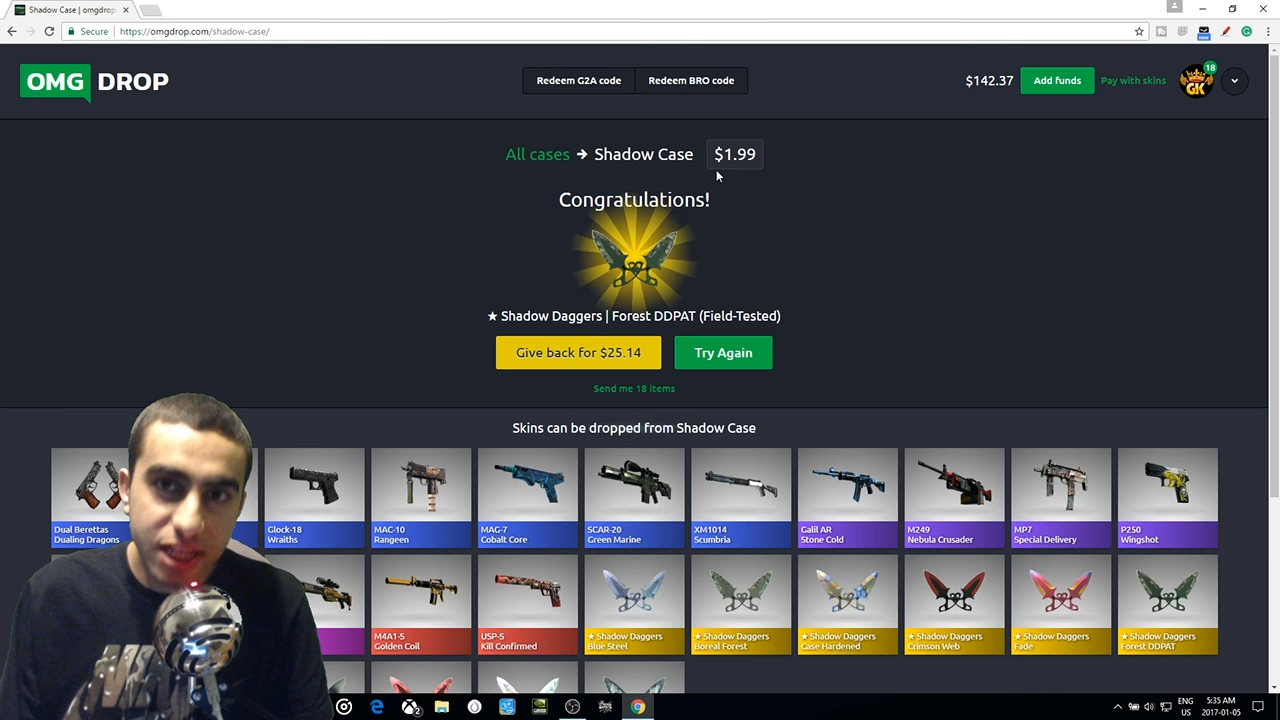 Shadow Case | omgdrop
Secure
https://omgdrop.com/shadow-case/
OMG DROP
Redeem G2A code
Redeem BRO code
$142.37
Add funds
Pay with skins
18
GK
All cases → Shadow Case $1.99
Congratulations!
★ Shadow Daggers | Forest DDPAT (Field-Tested)
Give back for $25.14
Try Again
Send me 18 items
Skins can be dropped from Shadow Case
Dual Berettas
Dualing Dragons
Glock-18
Wraiths
MAC-10
Rangeen
MAG-7
Cobalt Core
SCAR-20
Green Marine
XM1014
Scumbria
Galil AR
Stone Cold
M249
Nebula Crusader
MP7
Special Delivery
P250
Wingshot
M4A1-S
Golden Coil
USP-S
Kill Confirmed
★ Shadow Daggers
Blue Steel
★ Shadow Daggers
Boreal Forest
★ Shadow Daggers
Case Hardened
★ Shadow Daggers
Crimson Web
★ Shadow Daggers
Fade
★ Shadow Daggers
Forest DDPAT
ENG
US
5:35 AM
2017-01-05